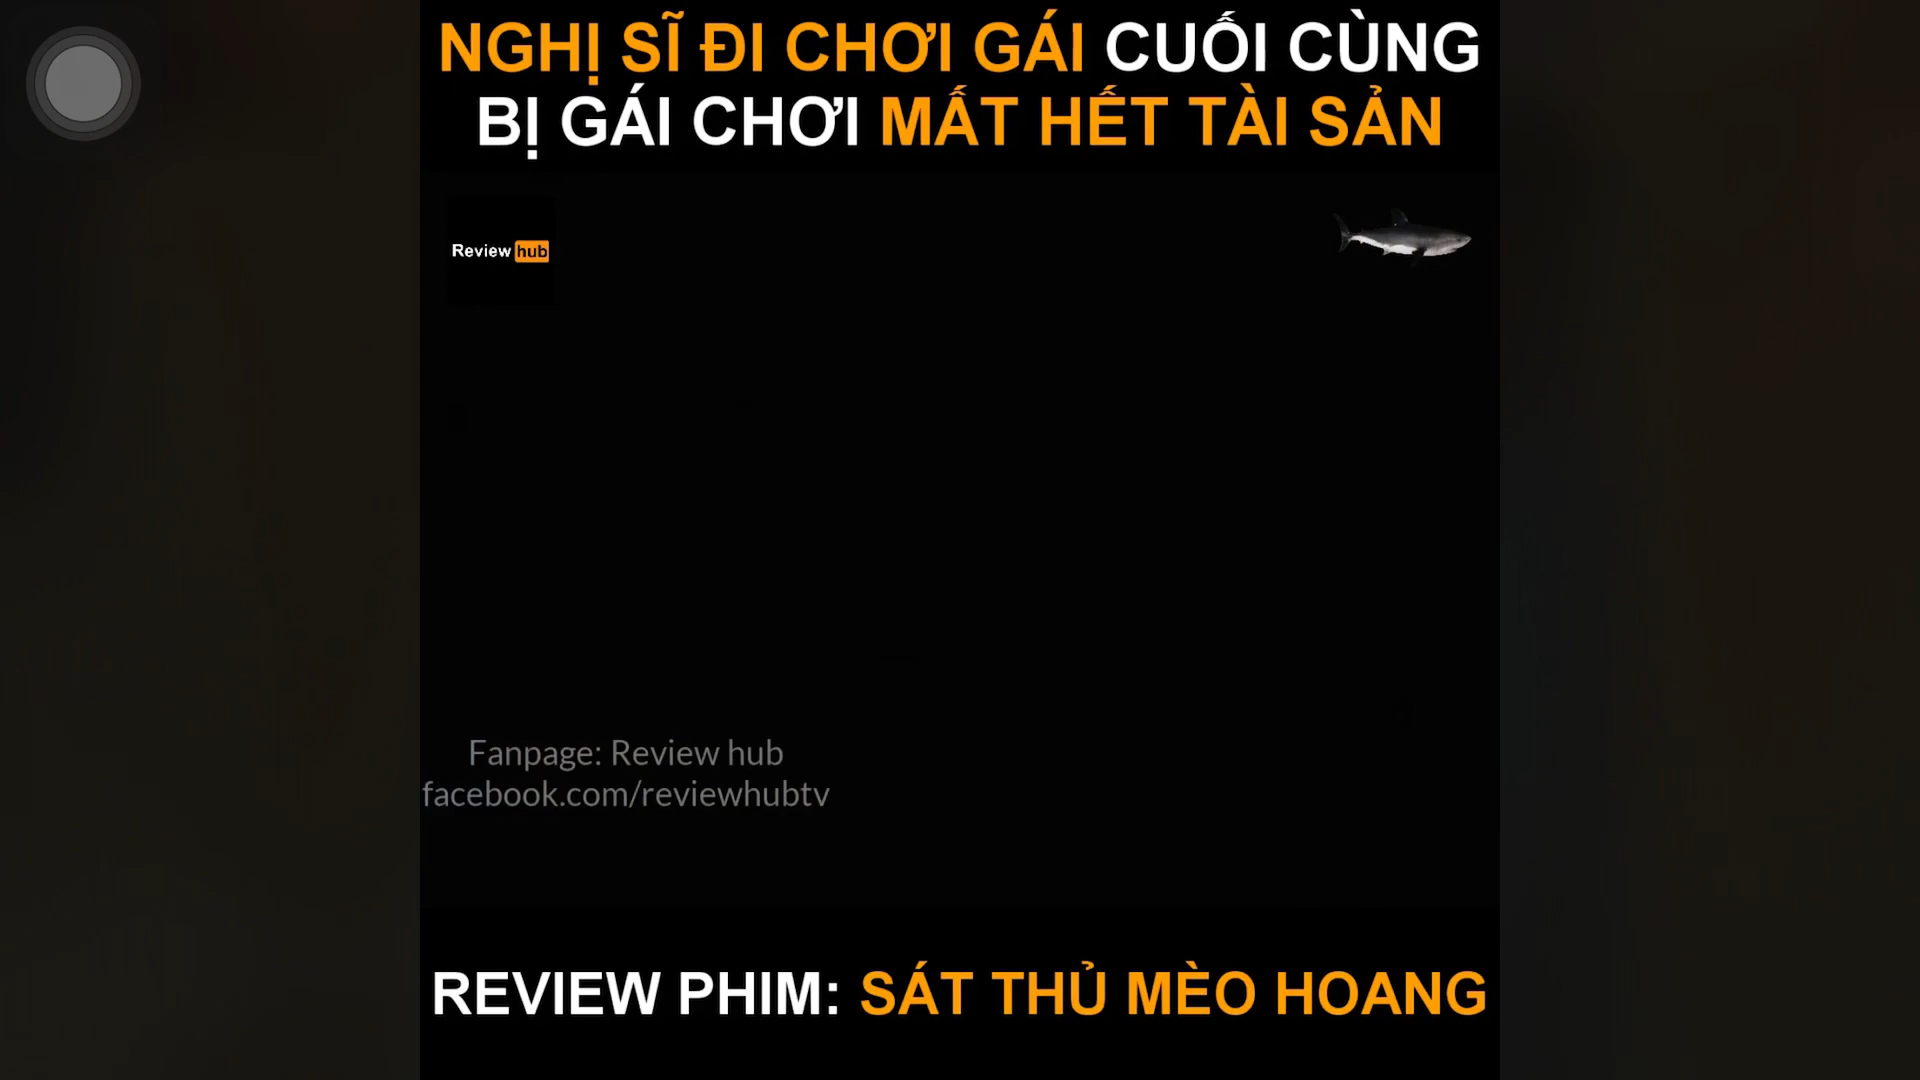 NGHỊ SĨ ĐI CHƠI GÁI CUỐI CÙNG
BỊ GÁI CHƠI MẤT HẾT TÀI SẢN
Review hub
Fanpage: Review hub
facebook.com/reviewhubtv
REVIEW PHIM: SÁT THỦ MÈO HOANG